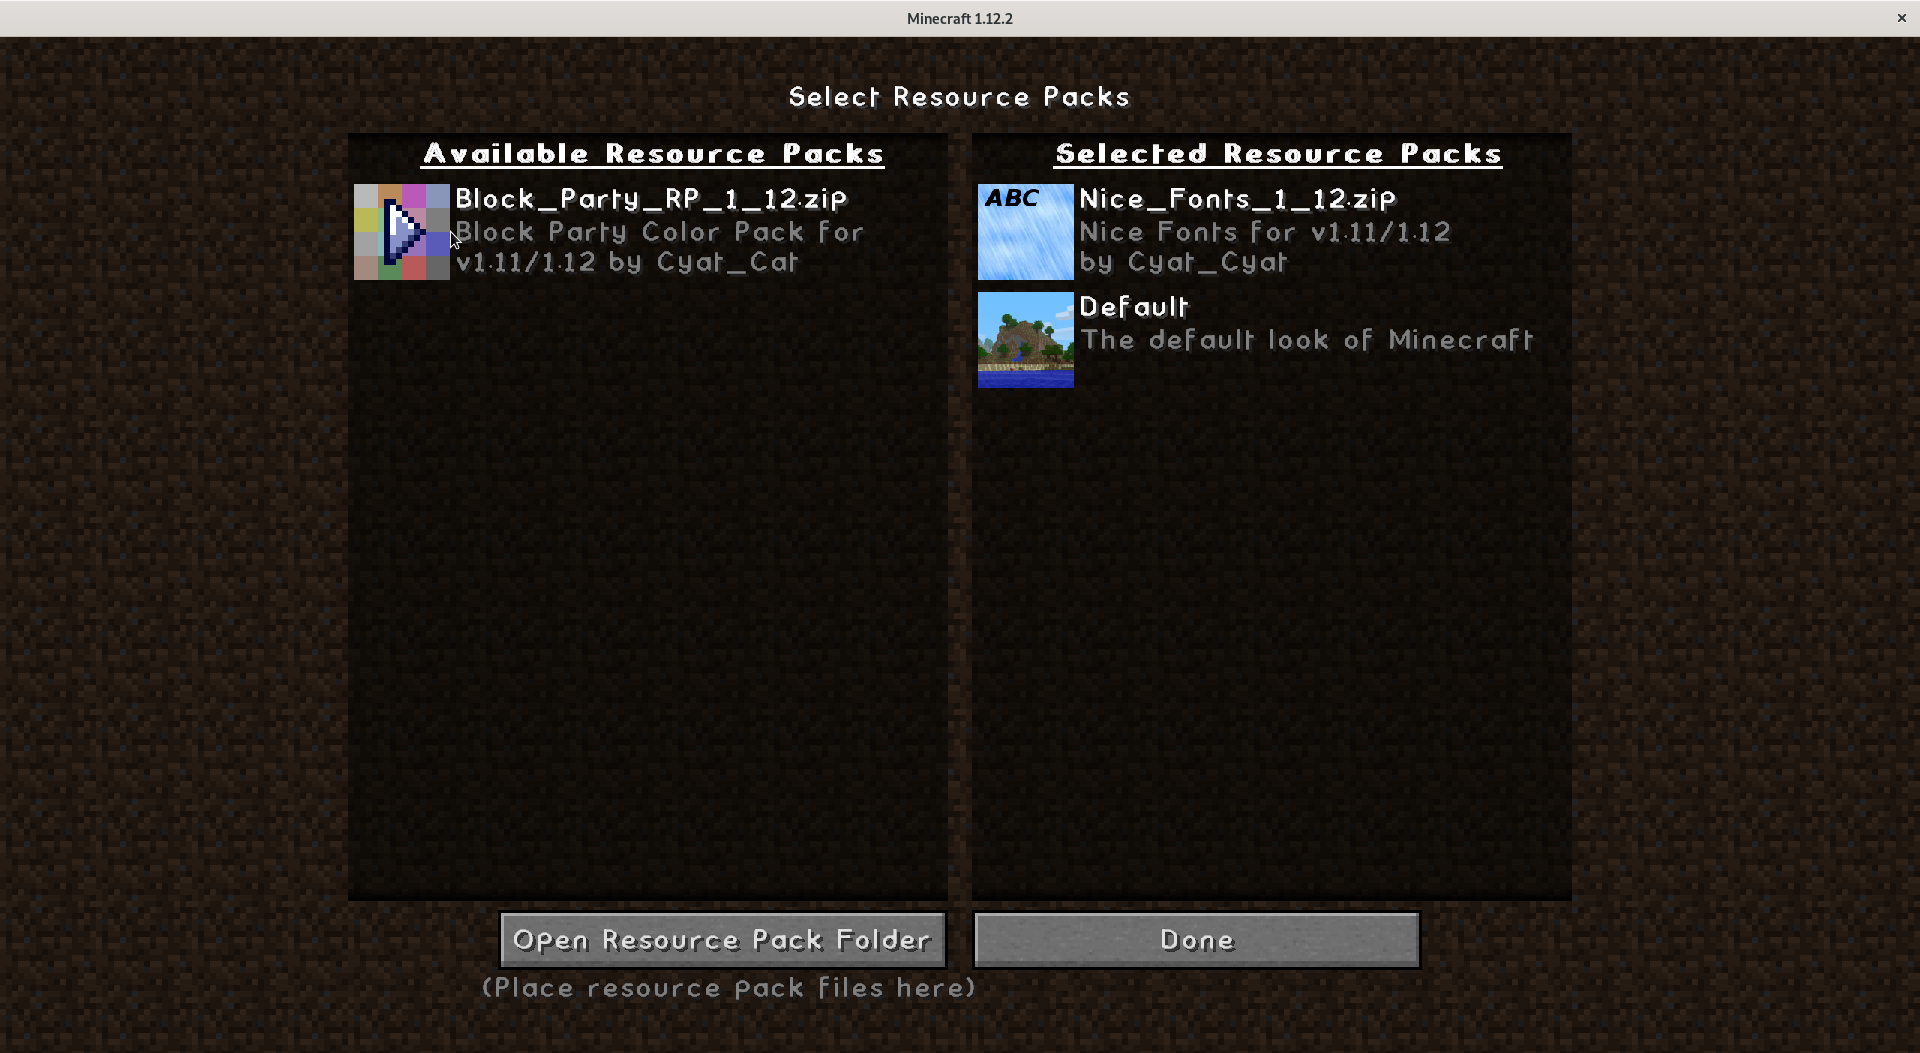 Minecraft 1.12.2
Select Resource Packs
Available Resource Packs
Block_Party_RP_1_12.zip
Block Party Color Pack for
v1.11/1.12 by Cyat_Cat
Selected Resource Packs
ABC
Nice_Fonts_1_12.zip
Nice Fonts for v1.11/1.12
by Cyat_Cyat
Default
The default look of Minecraft
Open Resource Pack Folder
Done
(Place resource pack files here)